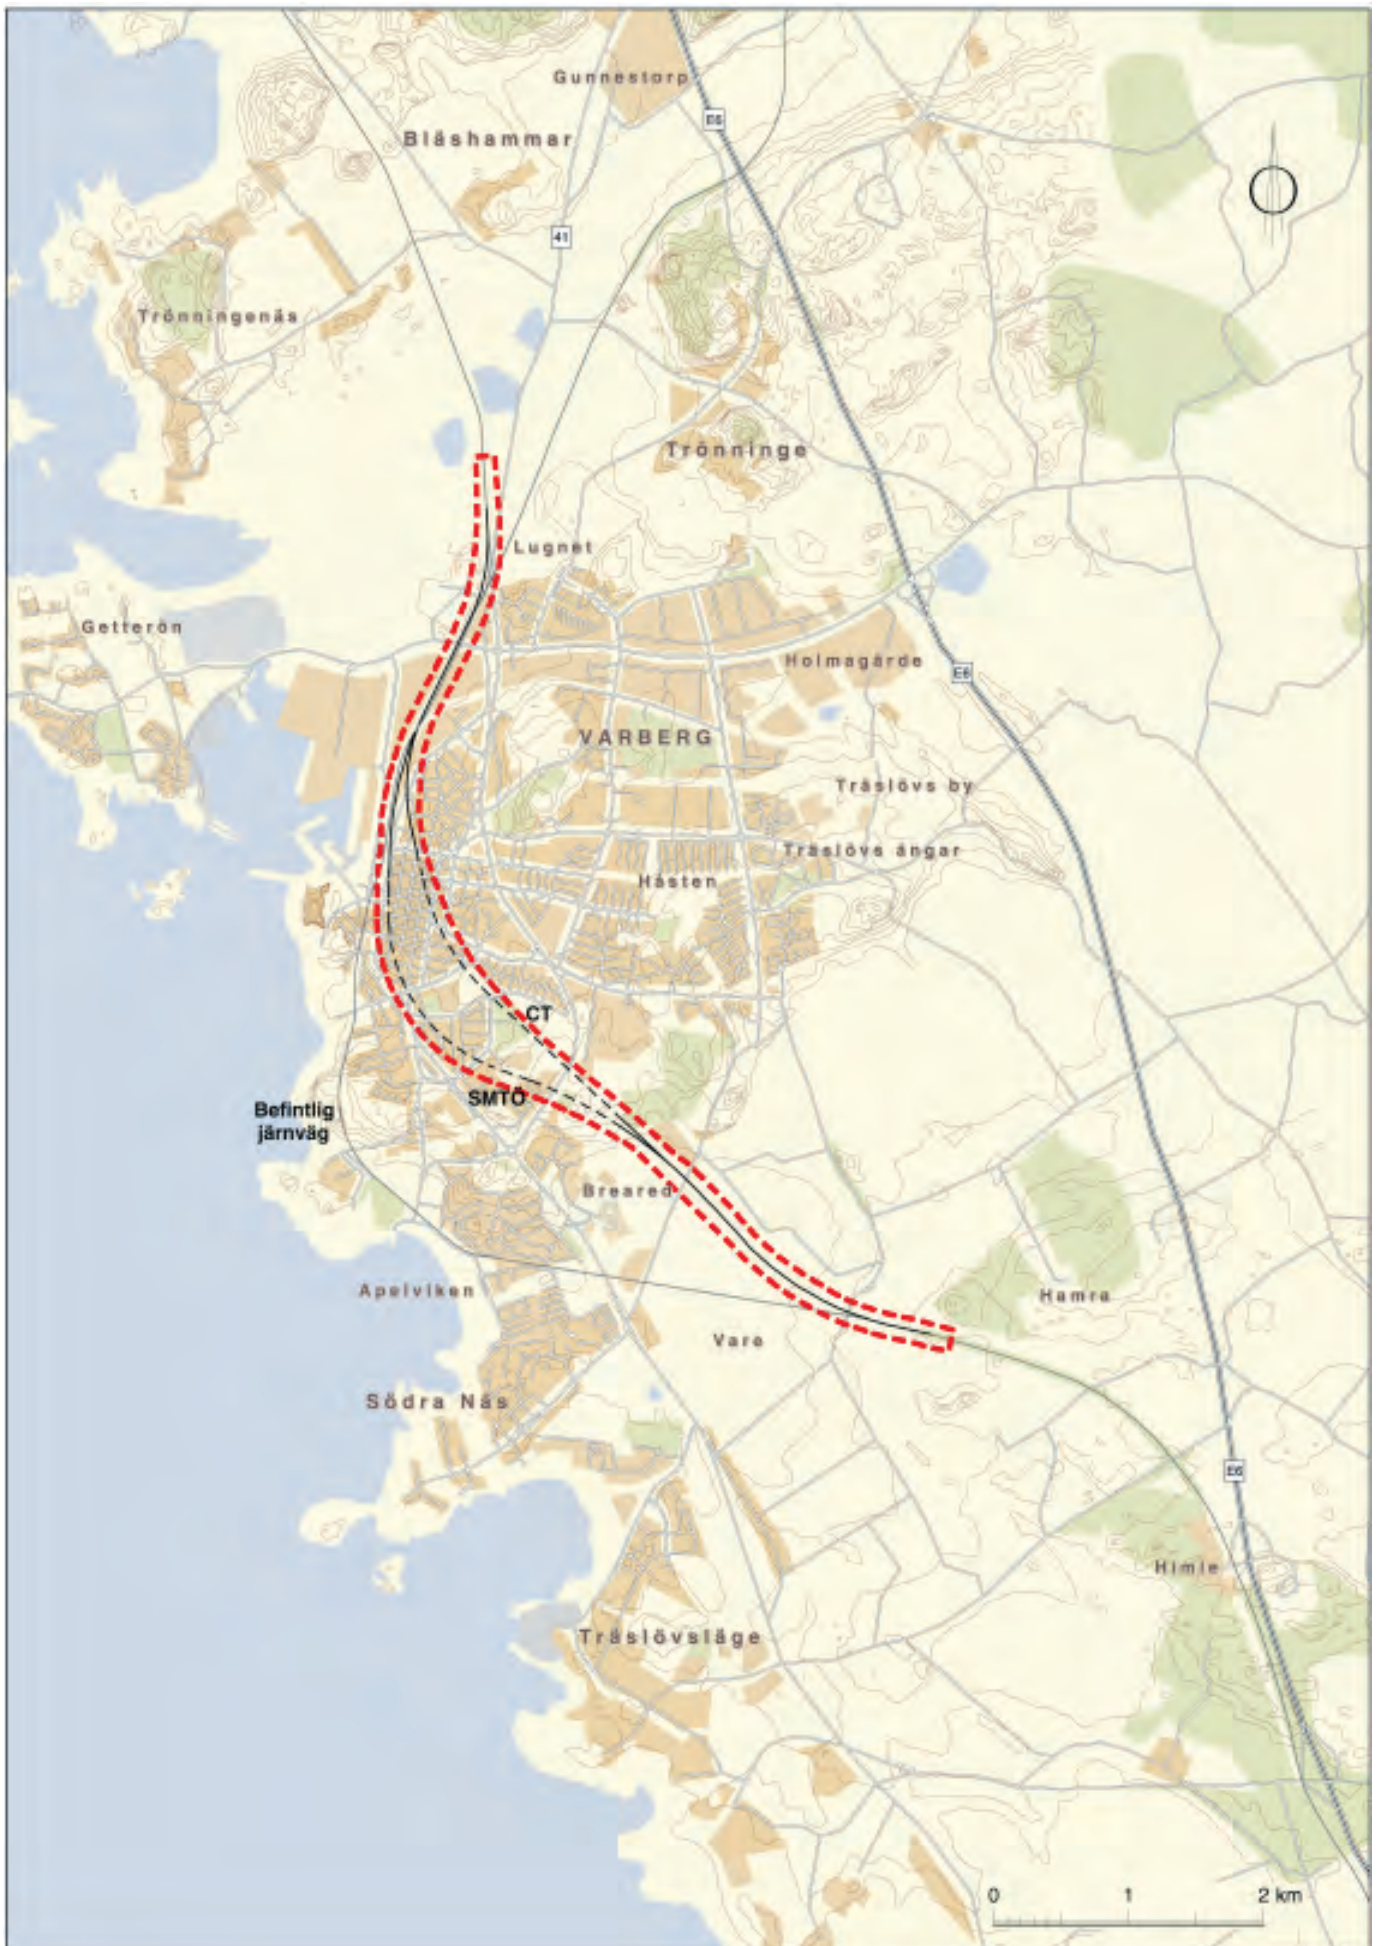 Gunnestorp
E6
Blåshammar
41
Trönningenäs
Trönninge
Lugnet
Getterön
Holmagärde
E6
VARBERG
Träslövs by
Träslövs ängar
Håsten
CT
SMTÖ
Befintlig
järnväg
Breared
Apelviken
Hamra
Vare
Södra Näs
E6
Himle
Träslövsläge
0 1 2 km